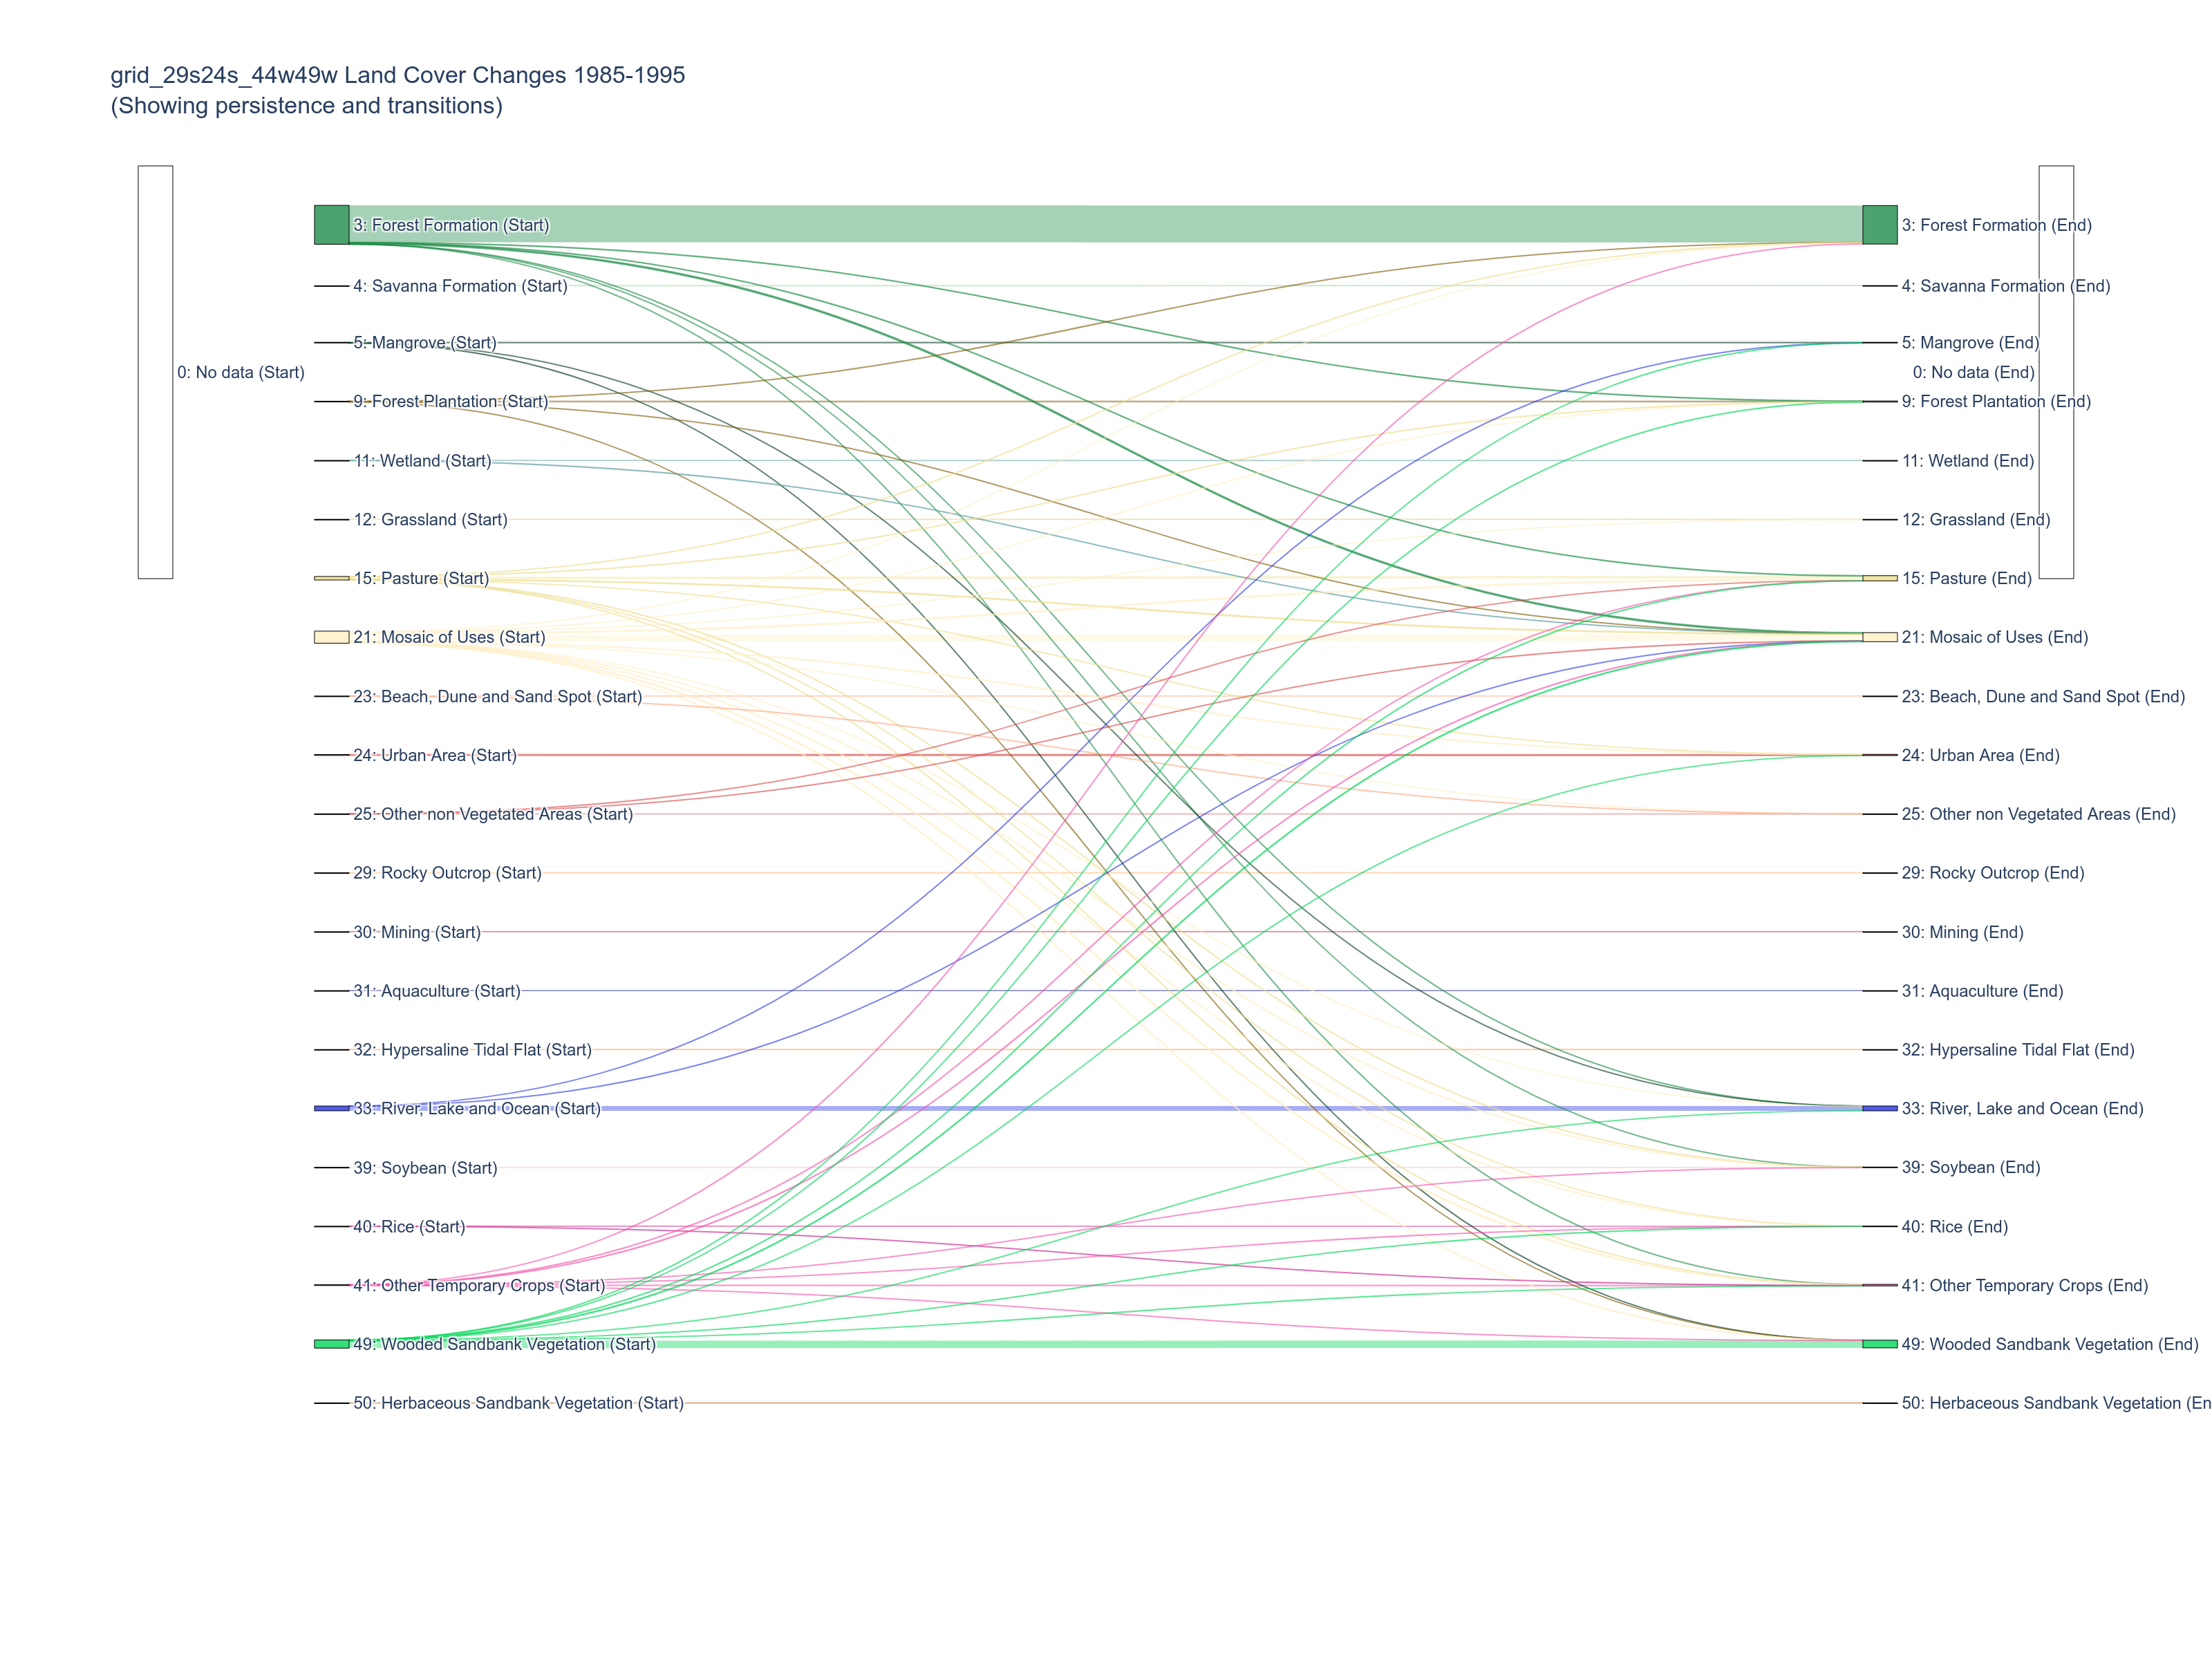 grid_29s24s_44w49w Land Cover Changes 1985-1995
(Showing persistence and transitions)
3: Forest Formation (Start)
3: Forest Formation (End)
4: Savanna Formation (Start)
4: Savanna Formation (End)
5: Mangrove (Start)
5: Mangrove (End)
0: No data (Start)
0: No data (End)
9: Forest Plantation (Start)
9: Forest Plantation (End)
11: Wetland (Start)
11: Wetland (End)
12: Grassland (Start)
12: Grassland (End)
15: Pasture (Start)
15: Pasture (End)
21: Mosaic of Uses (Start)
21: Mosaic of Uses (End)
23: Beach, Dune and Sand Spot (Start)
23: Beach, Dune and Sand Spot (End)
24: Urban Area (Start)
24: Urban Area (End)
25: Other non Vegetated Areas (Start)
25: Other non Vegetated Areas (End)
29: Rocky Outcrop (Start)
29: Rocky Outcrop (End)
30: Mining (Start)
30: Mining (End)
31: Aquaculture (Start)
31: Aquaculture (End)
32: Hypersaline Tidal Flat (Start)
32: Hypersaline Tidal Flat (End)
33: River, Lake and Ocean (Start)
33: River, Lake and Ocean (End)
39: Soybean (Start)
39: Soybean (End)
40: Rice (Start)
40: Rice (End)
41: Other Temporary Crops (Start)
41: Other Temporary Crops (End)
49: Wooded Sandbank Vegetation (Start)
49: Wooded Sandbank Vegetation (End)
50: Herbaceous Sandbank Vegetation (Start)
50: Herbaceous Sandbank Vegetation (En